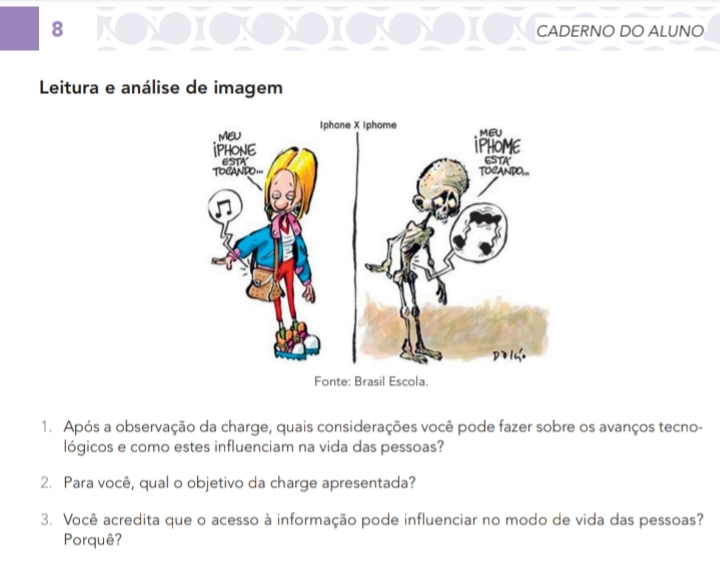 8
CADERNO DO ALUNO
Leitura e análise de imagem
Iphone X Iphome
MEU
iPHONE
ESTÁ
TOCANDO...
MEU
iPHOME
ESTÁ
TOCANDO...
Fonte: Brasil Escola.
1. Após a observação da charge, quais considerações você pode fazer sobre os avanços tecno-
lógicos e como estes influenciam na vida das pessoas?
2. Para você, qual o objetivo da charge apresentada?
3. Você acredita que o acesso à informação pode influenciar no modo de vida das pessoas?
Porquê?